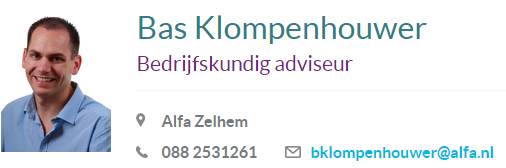 Bas Klompenhouwer
Bedrijfskundig adviseur
Alfa Zelhem
088 2531261 bklompenhouwer@alfa.nl